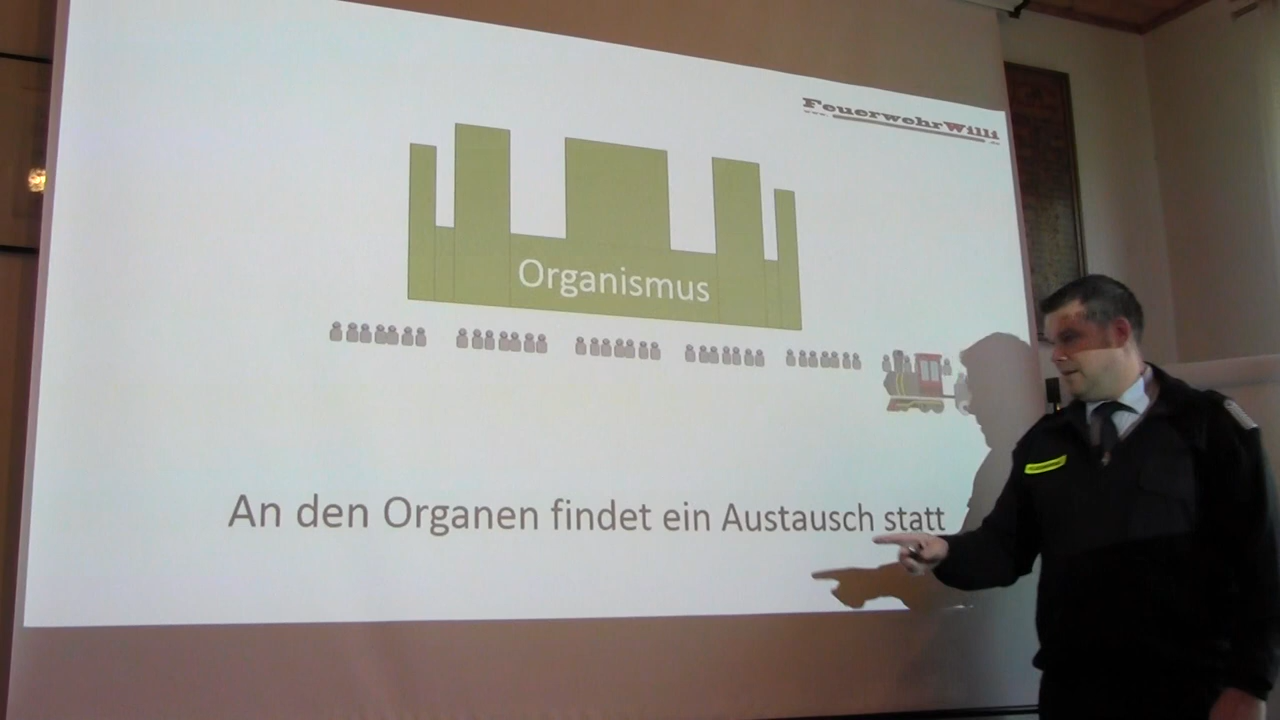 FeuerwehrWilli
Organismus
An den Organen findet ein Austausch statt